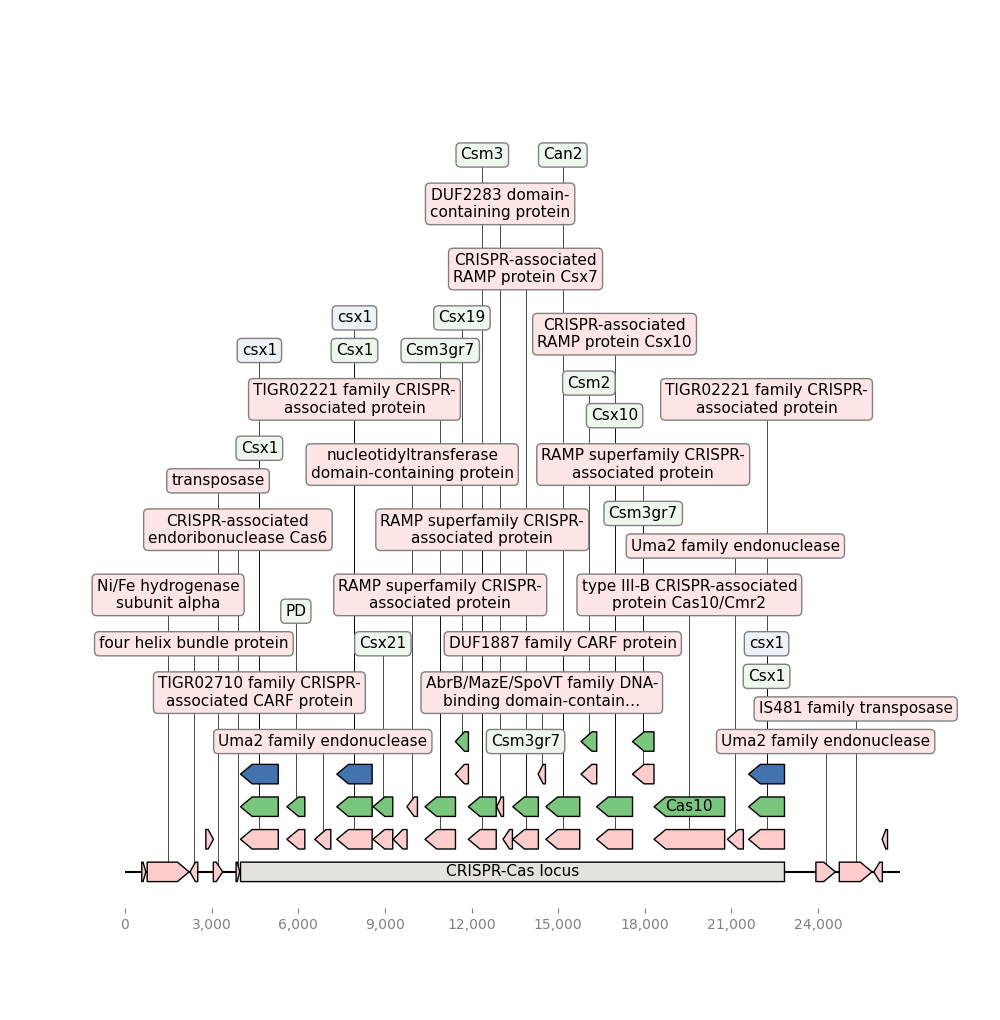 Csm3
Can2
DUF2283 domain-
containing protein
CRISPR-associated
RAMP protein Csx7
csx1
Csx19
CRISPR-associated
RAMP protein Csx10
csx1
Csx1
Csm3gr7
Csm2
TIGR02221 family CRISPR-
associated protein
TIGR02221 family CRISPR-
associated protein
Csx10
Csx1
nucleotidyltransferase
domain-containing protein
RAMP superfamily CRISPR-
associated protein
transposase
CRISPR-associated
endoribonuclease Cas6
RAMP superfamily CRISPR-
associated protein
Csm3gr7
Uma2 family endonuclease
Ni/Fe hydrogenase
subunit alpha
PD
RAMP superfamily CRISPR-
associated protein
type III-B CRISPR-associated
protein Cas10/Cmr2
four helix bundle protein
Csx21
DUF1887 family CARF protein
csx1
TIGR02710 family CRISPR-
associated CARF protein
AbrB/MazE/SpoVT family DNA-
binding domain-contain...
Csx1
IS481 family transposase
Uma2 family endonuclease
Csm3gr7
Uma2 family endonuclease
Cas10
CRISPR-Cas locus
0
3,000
6,000
9,000
12,000
15,000
18,000
21,000
24,000